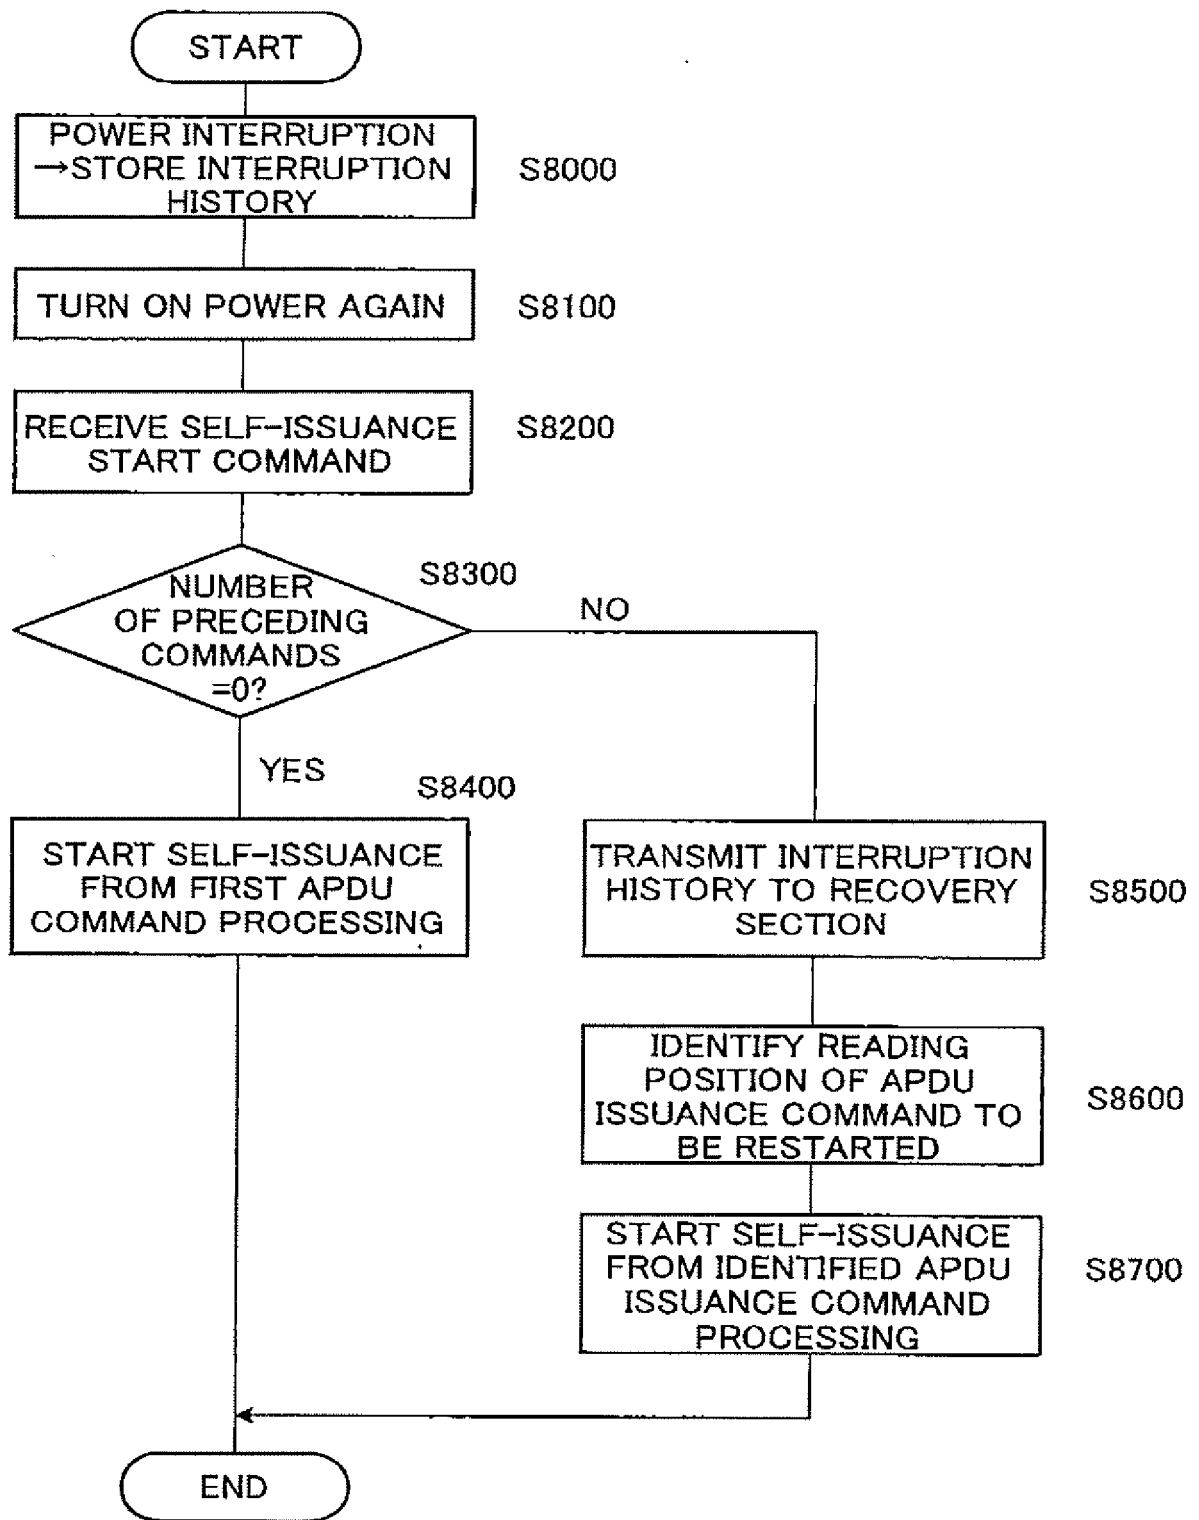 START
POWER INTERRUPTION
→STORE INTERRUPTION
HISTORY
S8000
TURN ON POWER AGAIN
S8100
RECEIVE SELF-ISSUANCE
START COMMAND
S8200
NUMBER
OF PRECEDING
COMMANDS
=0?
S8300
NO
YES
S8400
START SELF-ISSUANCE
FROM FIRST APDU
COMMAND PROCESSING
TRANSMIT INTERRUPTION
HISTORY TO RECOVERY
SECTION
S8500
IDENTIFY READING
POSITION OF APDU
ISSUANCE COMMAND TO
BE RESTARTED
S8600
START SELF-ISSUANCE
FROM IDENTIFIED APDU
ISSUANCE COMMAND
PROCESSING
S8700
END